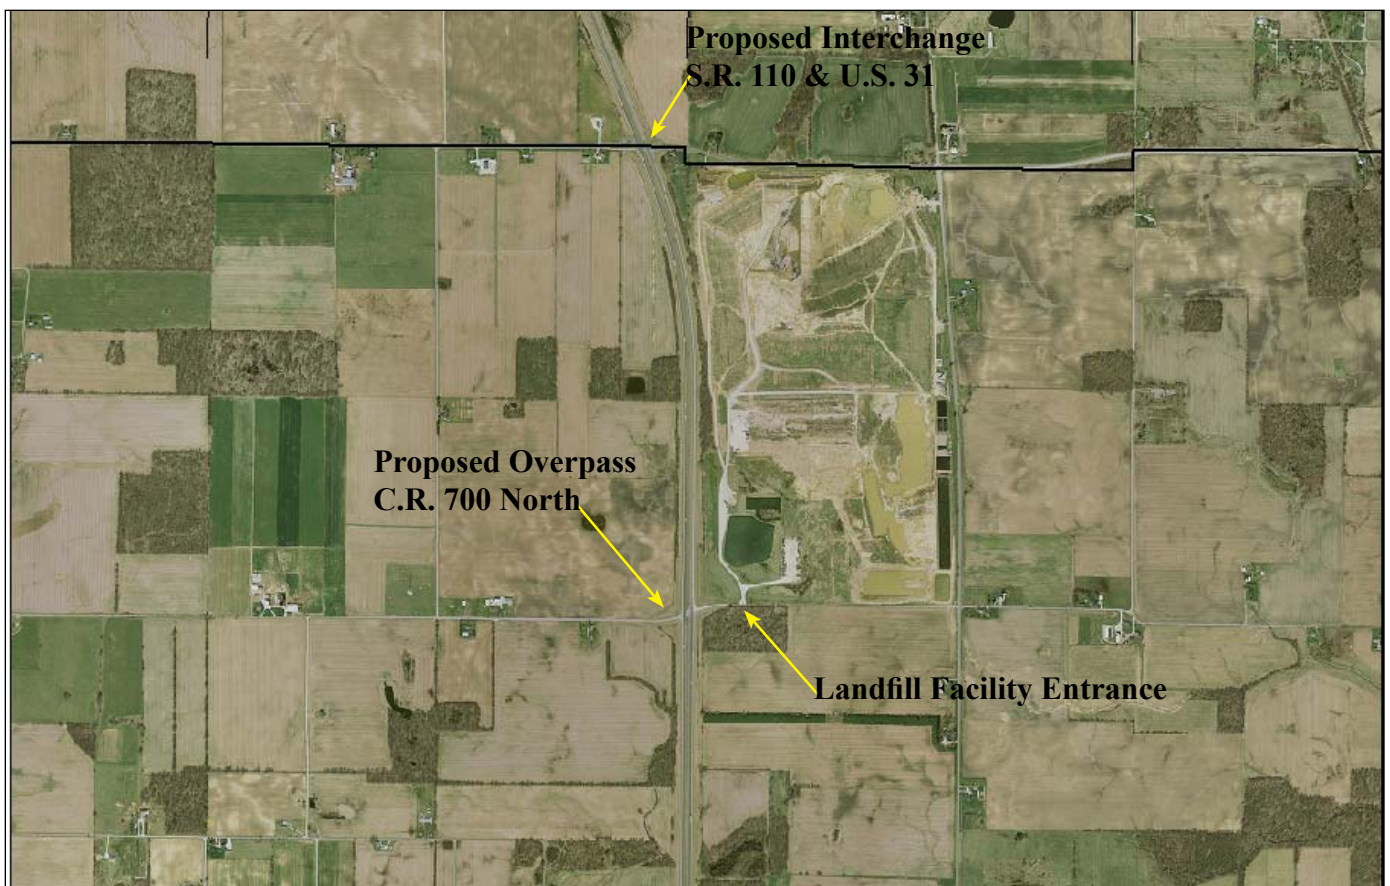 Proposed Interchange
S.R. 110 & U.S. 31
Proposed Overpass
C.R. 700 North
Landfill Facility Entrance